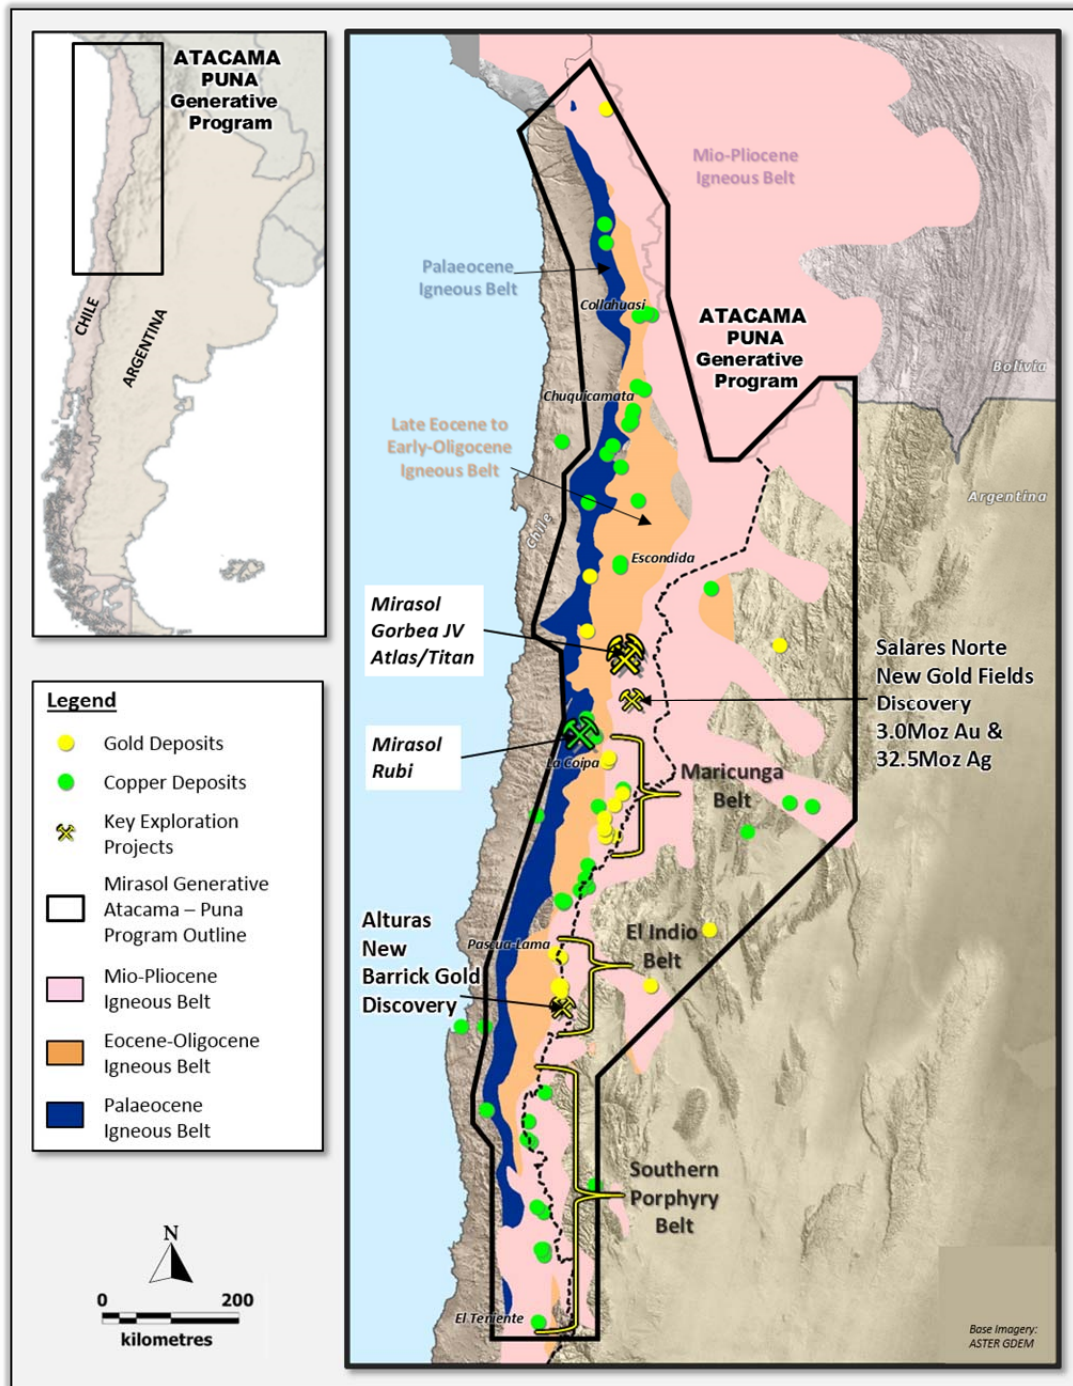 ATACAMA
PUNA
Generative
Program
CHILE
ARGENTINA
Legend
Gold Deposits
Copper Deposits
Key Exploration
Projects
Mirasol Generative
Atacama – Puna
Program Outline
Mio-Pliocene
Igneous Belt
Eocene-Oligocene
Igneous Belt
Palaeocene
Igneous Belt
N
0 200
kilometres
Mio-Pliocene
Igneous Belt
Palaeocene
Igneous Belt
Collahuasi
ATACAMA
PUNA
Generative
Program
Bolivia
Chuquicamata
Late Eocene to
Early-Oligocene
Igneous Belt
Argentina
Chile
Escondida
Mirasol
Gorbea JV
Atlas/Titan
Salares Norte
New Gold Fields
Discovery
3.0Moz Au &
32.5Moz Ag
Mirasol
Rubi
La Coipa
Maricunga
Belt
Alturas
New
Barrick Gold
Discovery
Pascua-Lama
El Indio
Belt
Southern
Porphyry
Belt
El Teniente
Base Imagery:
ASTER GDEM